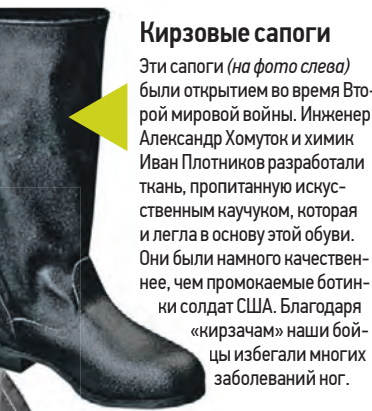 Кирзовые сапоги
Эти сапоги (на фото слева)
были открытием во время Вто-
рой мировой войны. Инженер
Александр Хомуток и химик
Иван Плотников разработали
ткань, пропитанную искус-
ственным каучуком, которая
и легла в основу этой обуви.
Они были намного качествен-
нее, чем промокаемые ботин-
ки солдат США. Благодаря
«кирзачам» наши бой-
цы избегали многих
заболеваний ног.